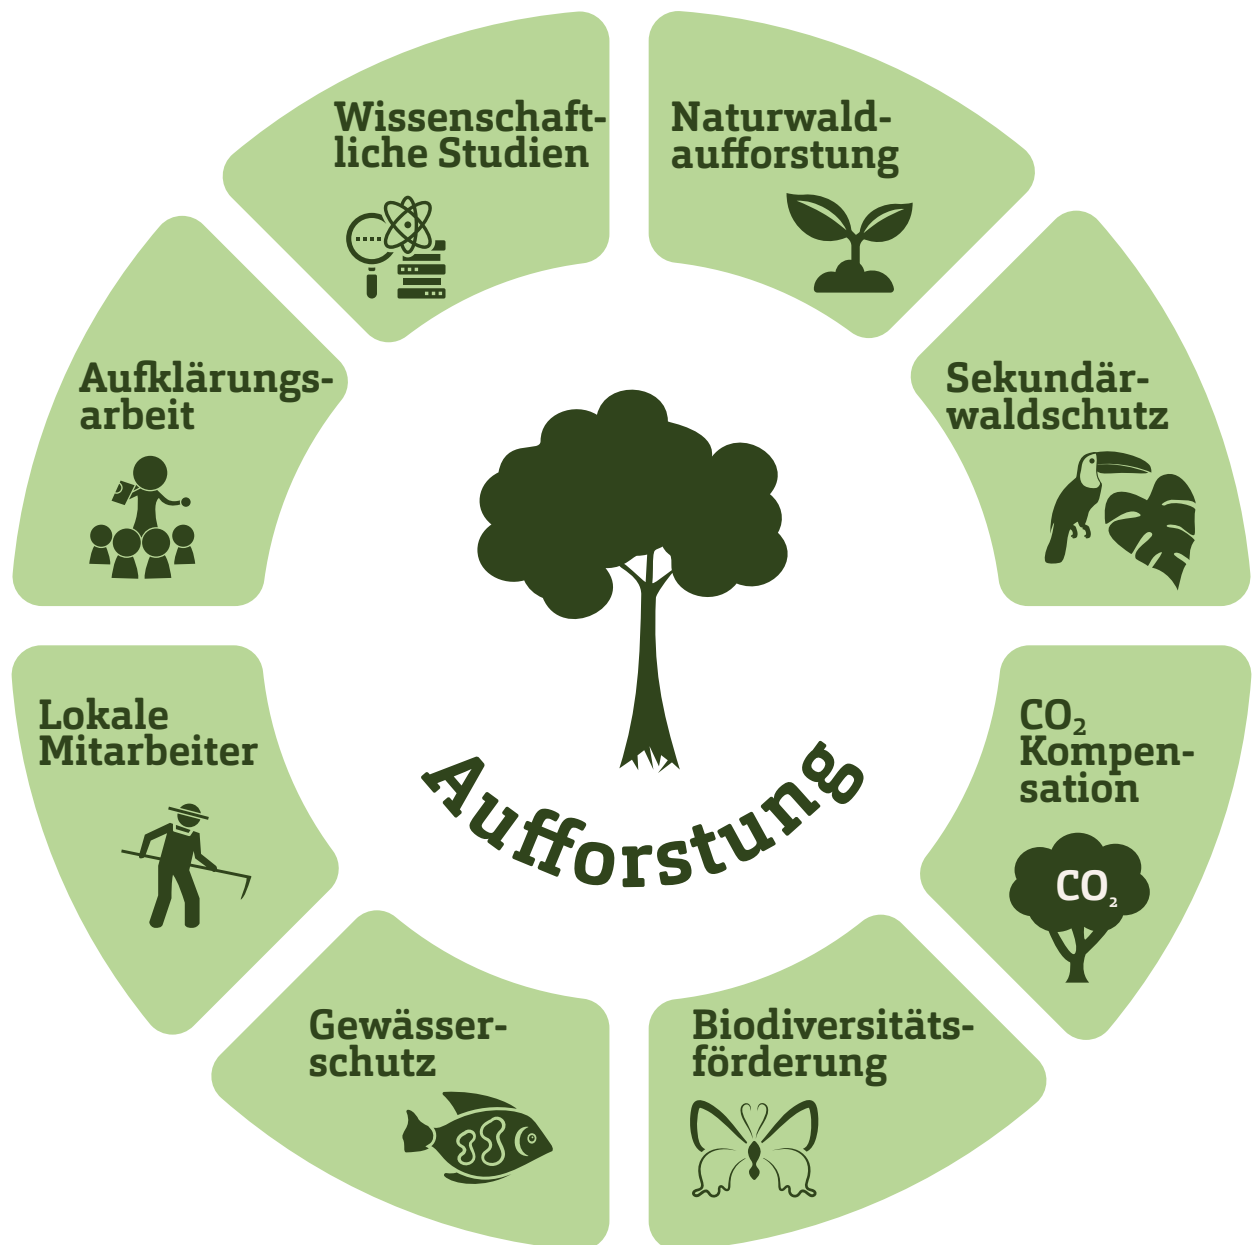 Wissenschaft-
liche Studien
Naturwald-
aufforstung
Sekundär-
waldschutz
CO₂
Kompen-
sation
CO₂
Biodiversitäts-
förderung
Gewässer-
schutz
Lokale
Mitarbeiter
Aufklärungs-
arbeit
Aufforstung